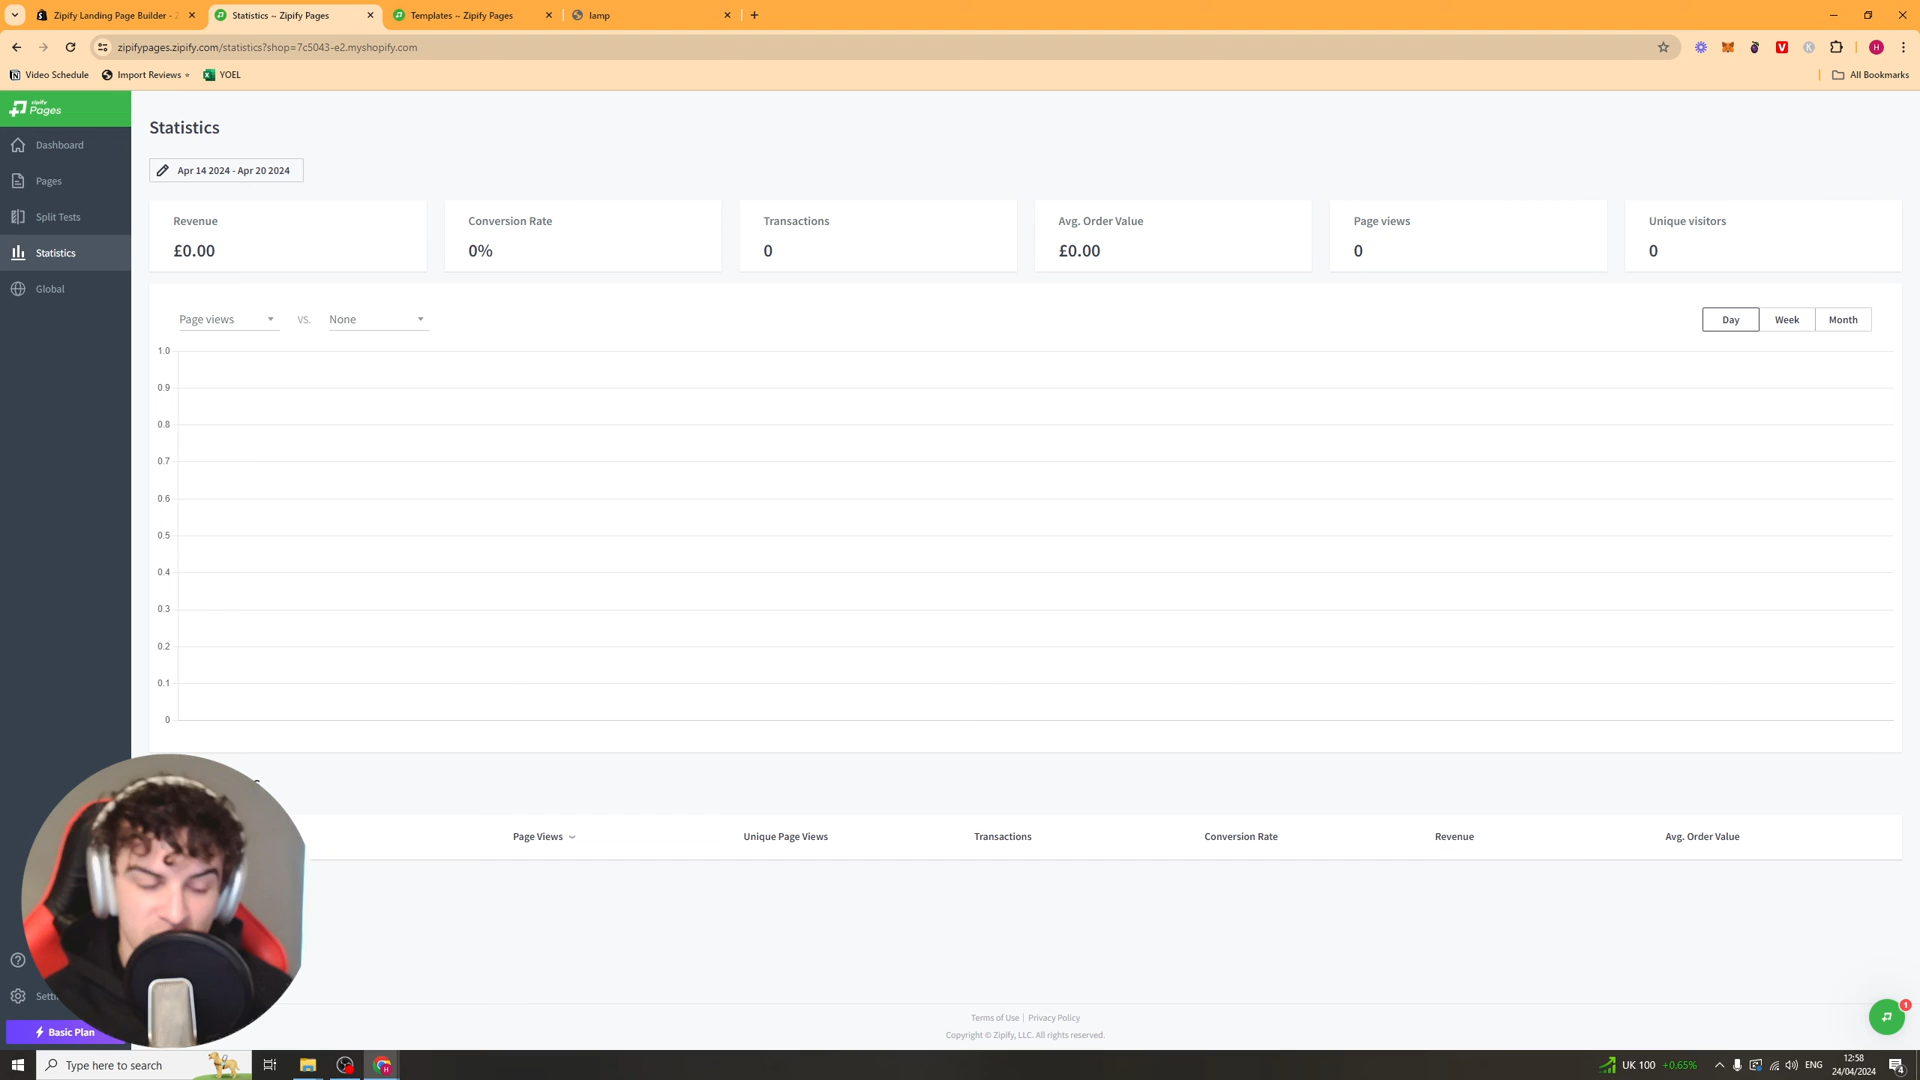 Zipify Landing Page Builder - Z
Statistics ~ Zipify Pages
Templates ~ Zipify Pages
lamp
zipifypages.zipify.com/statistics?shop=7c5043-e2.myshopify.com
Video Schedule
Import Reviews
YOEL
All Bookmarks
zipify
Pages
Dashboard
Pages
Split Tests
Statistics
Global
Basic Plan
Statistics
Apr 14 2024 - Apr 20 2024
Revenue
£0.00
Conversion Rate
0%
Transactions
0
Avg. Order Value
£0.00
Page views
0
Unique visitors
0
Page views
VS.
None
Day
Week
Month
1.0
0.9
0.8
0.7
0.6
0.5
0.4
0.3
0.2
0.1
0
Page Views
Unique Page Views
Transactions
Conversion Rate
Revenue
Avg. Order Value
Terms of Use | Privacy Policy
Copyright © Zipify, LLC. All rights reserved.
1
Type here to search
UK 100 +0.65%
ENG
12:58
24/04/2024
4